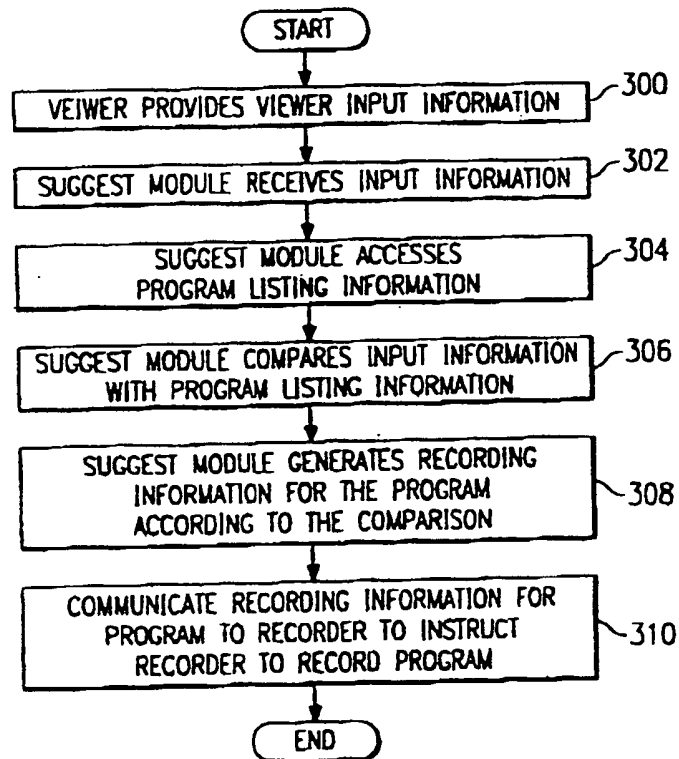 START
VEIWER PROVIDES VIEWER INPUT INFORMATION
300
SUGGEST MODULE RECEIVES INPUT INFORMATION
302
SUGGEST MODULE ACCESSES
PROGRAM LISTING INFORMATION
304
SUGGEST MODULE COMPARES INPUT INFORMATION
WITH PROGRAM LISTING INFORMATION
306
SUGGEST MODULE GENERATES RECORDING
INFORMATION FOR THE PROGRAM
ACCORDING TO THE COMPARISON
308
COMMUNICATE RECORDING INFORMATION FOR
PROGRAM TO RECORDER TO INSTRUCT
RECORDER TO RECORD PROGRAM
310
END